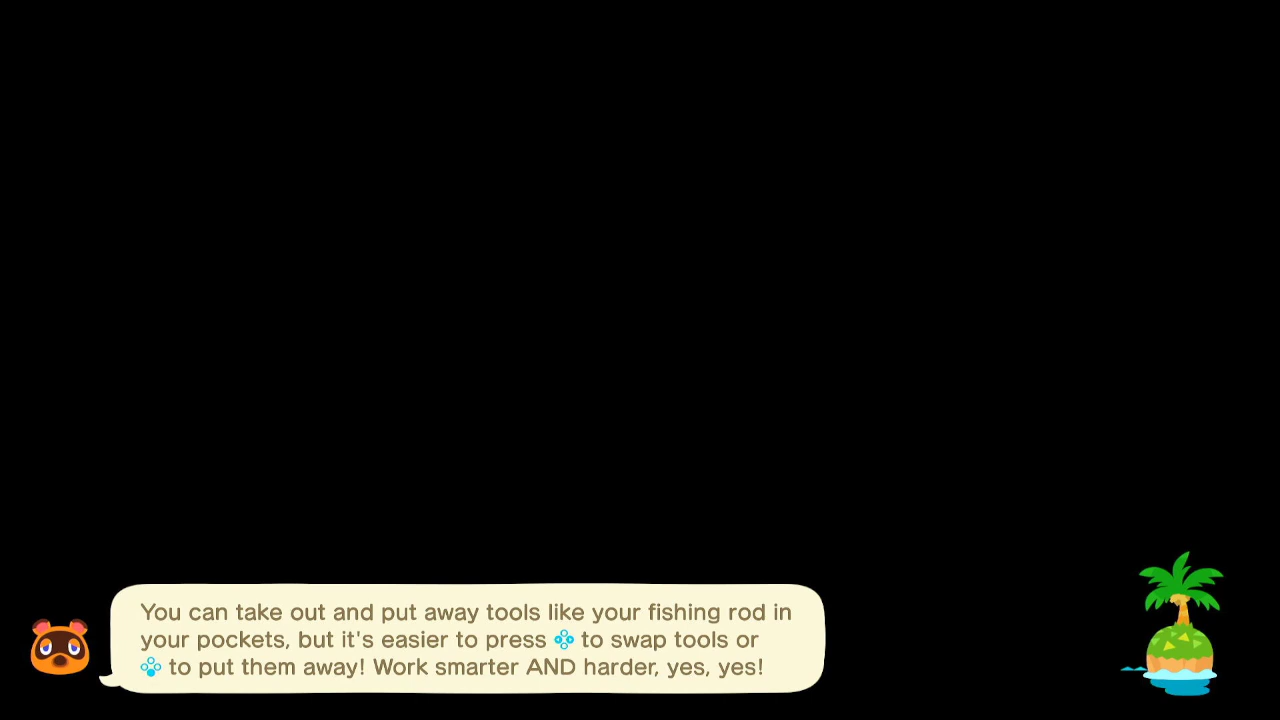 You can take out and put away tools like your fishing rod in
your pockets, but it's easier to press to swap tools or
to put them away! Work smarter AND harder, yes, yes!